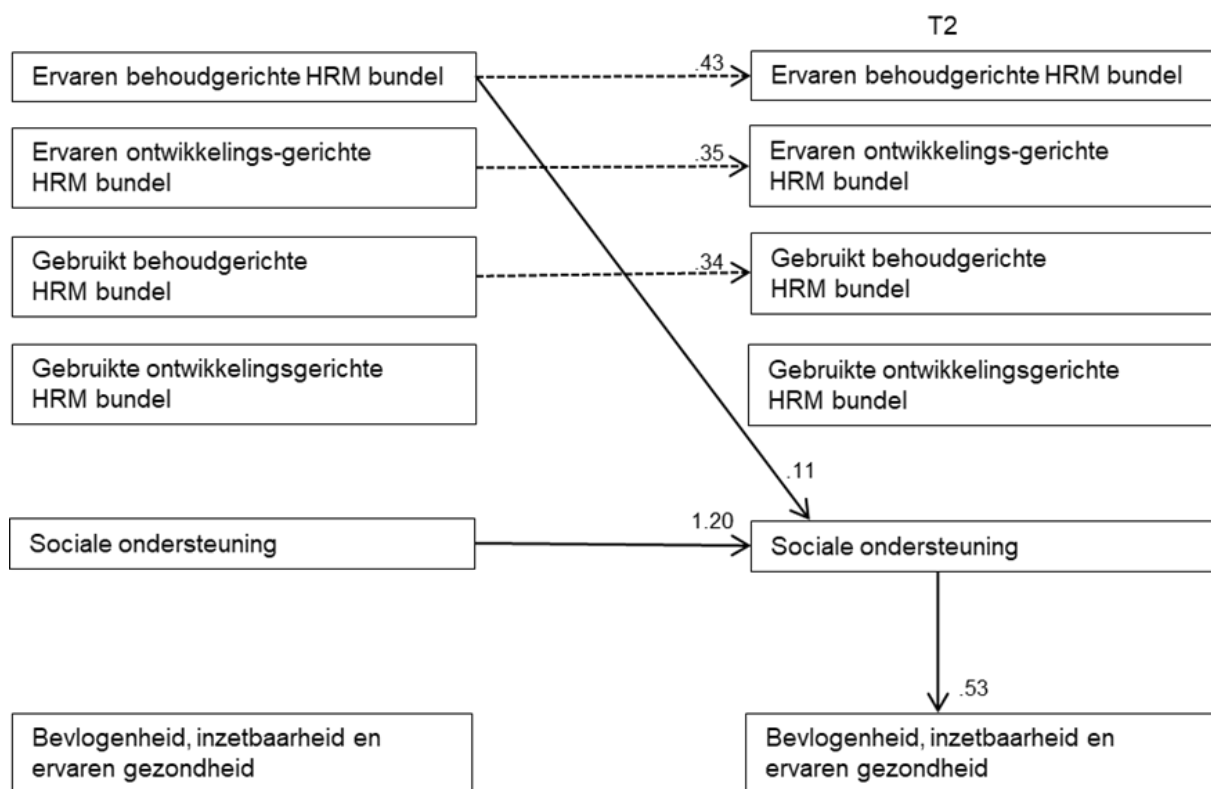 T2
Ervaren behoudgerichte HRM bundel
.43
Ervaren behoudgerichte HRM bundel
Ervaren ontwikkelings-gerichte
HRM bundel
.35
Ervaren ontwikkelings-gerichte
HRM bundel
Gebruikt behoudgerichte
HRM bundel
.34
Gebruikt behoudgerichte
HRM bundel
Gebruikte ontwikkelingsgerichte
HRM bundel
Gebruikte ontwikkelingsgerichte
HRM bundel
.11
Sociale ondersteuning
1.20
Sociale ondersteuning
.53
Bevlogenheid, inzetbaarheid en
ervaren gezondheid
Bevlogenheid, inzetbaarheid en
ervaren gezondheid